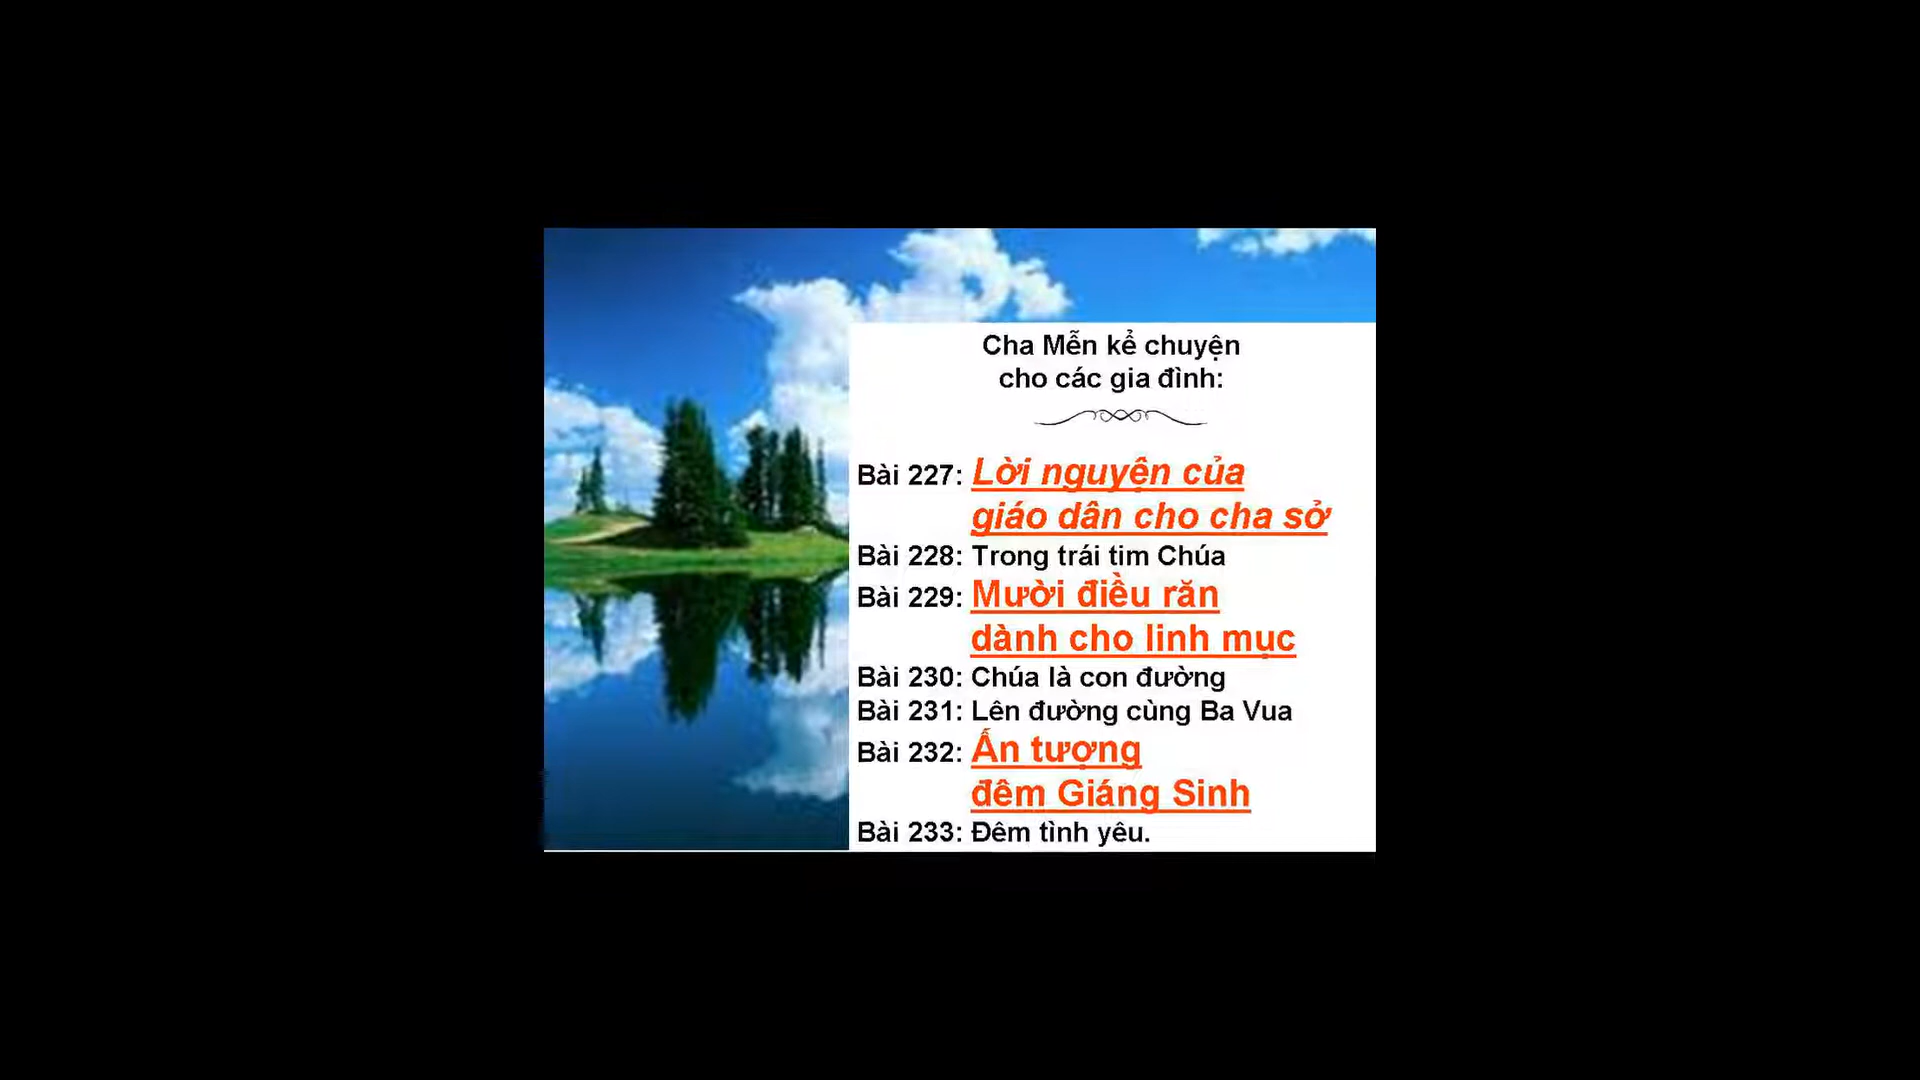 Cha Mễn kể chuyện
cho các gia đình:
Bài 227: Lời nguyện của
giáo dân cho cha sở
Bài 228: Trong trái tim Chúa
Bài 229: Mười điều răn
dành cho linh mục
Bài 230: Chúa là con đường
Bài 231: Lên đường cùng Ba Vua
Bài 232: Ấn tượng
đêm Giáng Sinh
Bài 233: Đêm tình yêu.